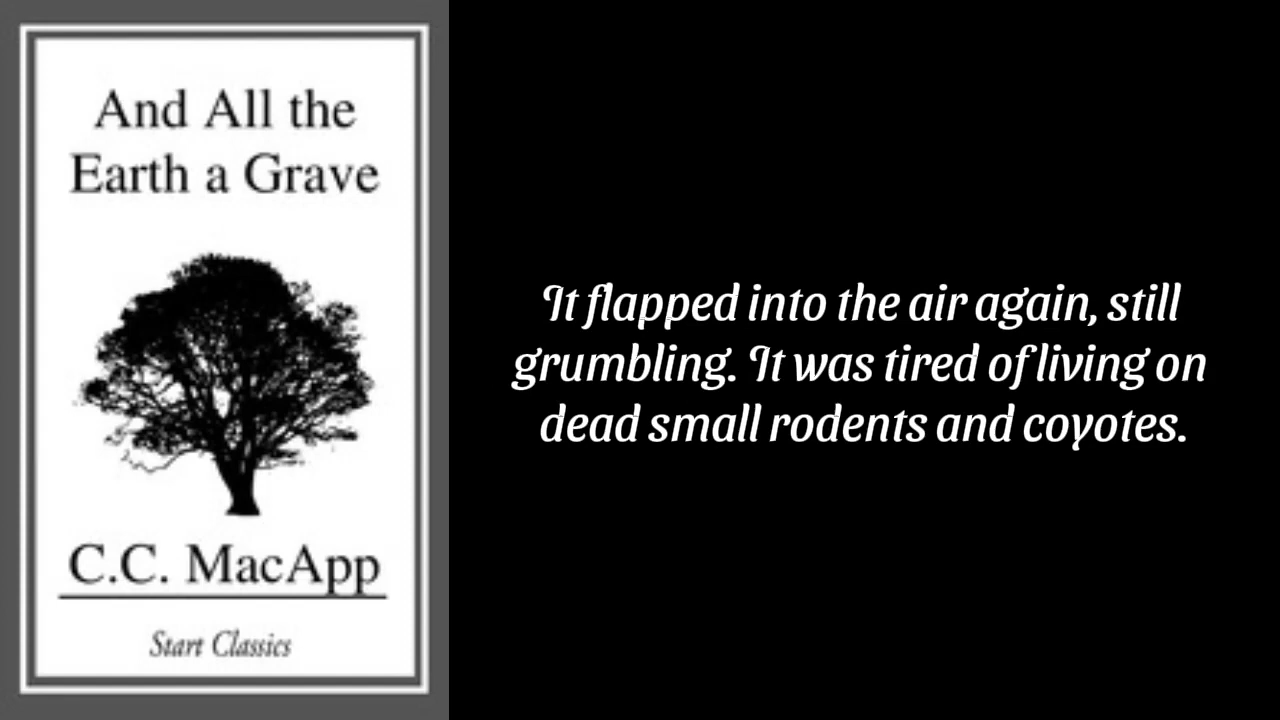 And All the
Earth a Grave
C.C. MacApp
Start Classics
It flapped into the air again, still
grumbling. It was tired of living on
dead small rodents and coyotes.